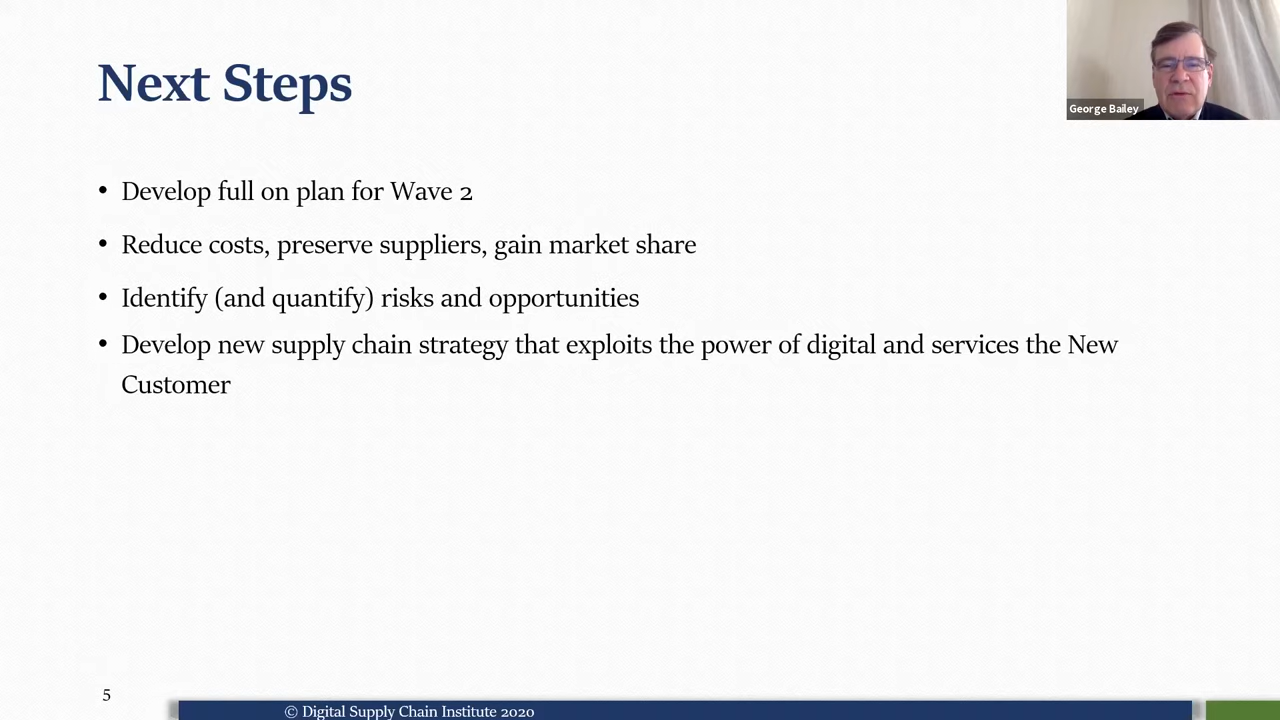 Next Steps
George Bailey
• Develop full on plan for Wave 2
• Reduce costs, preserve suppliers, gain market share
• Identify (and quantify) risks and opportunities
• Develop new supply chain strategy that exploits the power of digital and services the New
Customer
5
© Digital Supply Chain Institute 2020